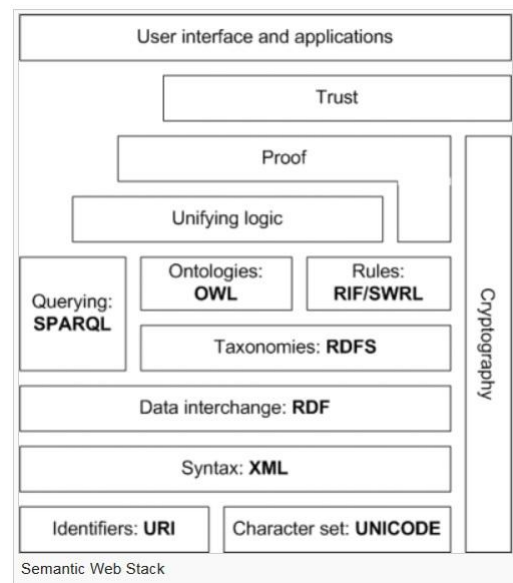 User interface and applications
Trust
Proof
Unifying logic
Ontologies:
OWL
Rules:
RIF/SWRL
Querying:
SPARQL
Taxonomies: RDFS
Cryptography
Data interchange: RDF
Syntax: XML
Identifiers: URI
Character set: UNICODE
Semantic Web Stack